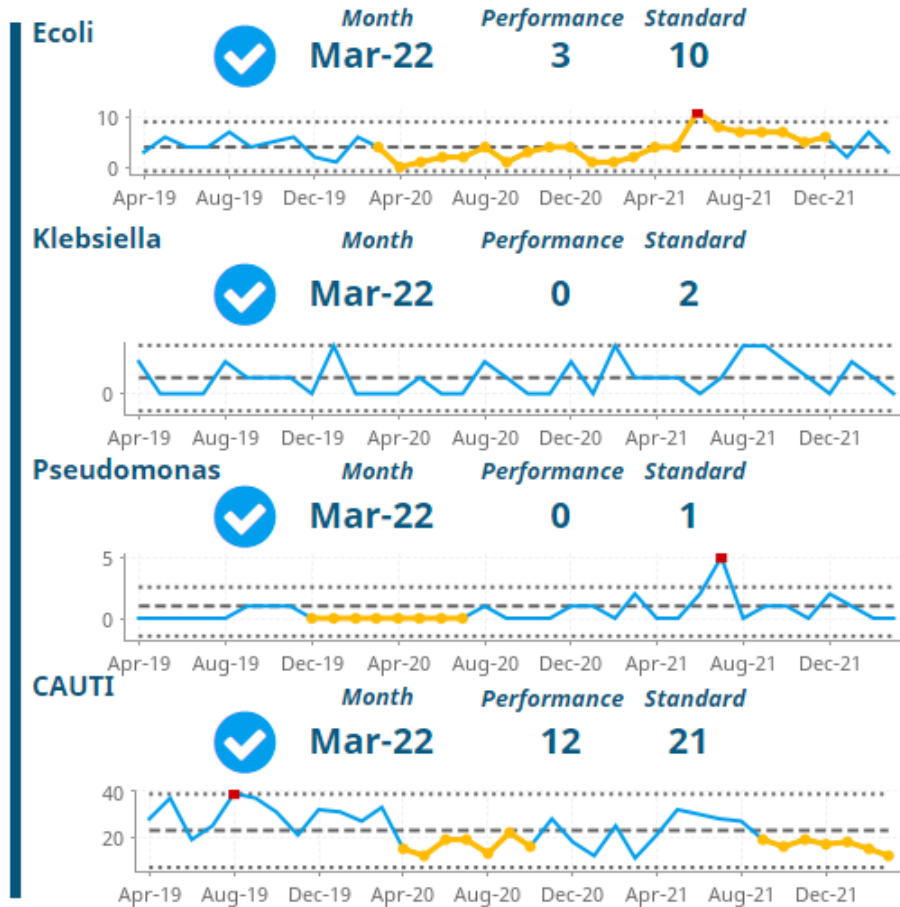 Ecoli
Month Performance Standard
Mar-22 3 10
10
0
Apr-19 Aug-19 Dec-19 Apr-20 Aug-20 Dec-20 Apr-21 Aug-21 Dec-21
Klebsiella
Month Performance Standard
Mar-22 0 2
0
Apr-19 Aug-19 Dec-19 Apr-20 Aug-20 Dec-20 Apr-21 Aug-21 Dec-21
Pseudomonas
Month Performance Standard
Mar-22 0 1
5
0
Apr-19 Aug-19 Dec-19 Apr-20 Aug-20 Dec-20 Apr-21 Aug-21 Dec-21
CAUTI
Month Performance Standard
Mar-22 12 21
40
20
Apr-19 Aug-19 Dec-19 Apr-20 Aug-20 Dec-20 Apr-21 Aug-21 Dec-21